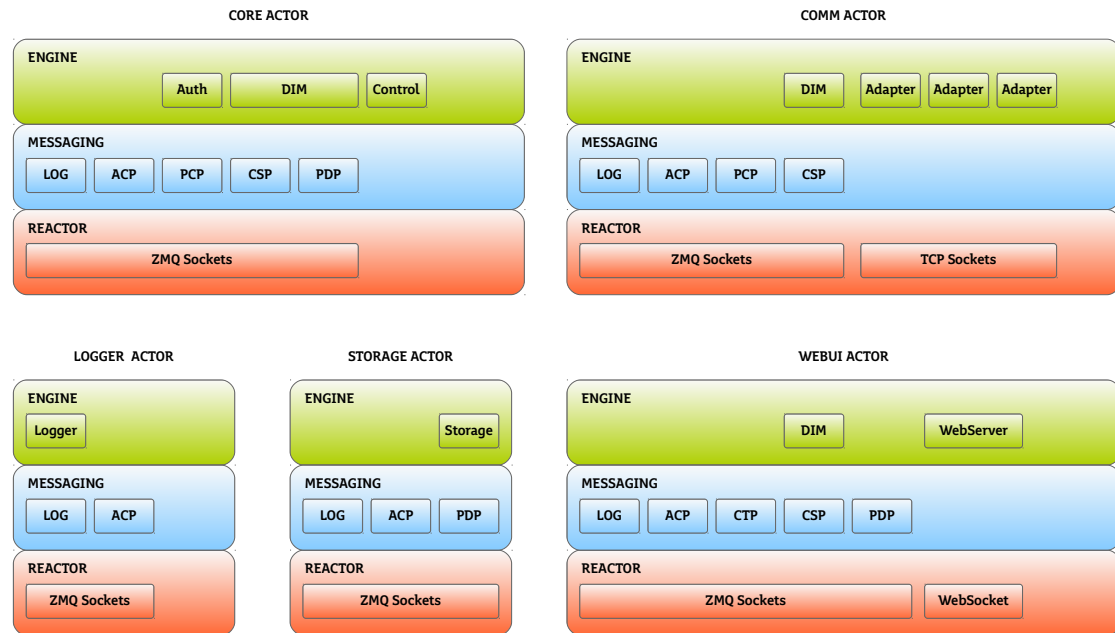 CORE ACTOR
ENGINE
Auth DIM Control
MESSAGING
LOG ACP PCP CSP PDP
REACTOR
ZMQ Sockets
COMM ACTOR
ENGINE
DIM Adapter Adapter Adapter
MESSAGING
LOG ACP PCP CSP
REACTOR
ZMQ Sockets TCP Sockets
LOGGER ACTOR
ENGINE
Logger
MESSAGING
LOG ACP
REACTOR
ZMQ Sockets
STORAGE ACTOR
ENGINE
Storage
MESSAGING
LOG ACP PDP
REACTOR
ZMQ Sockets
WEBUI ACTOR
ENGINE
DIM WebServer
MESSAGING
LOG ACP CTP CSP PDP
REACTOR
ZMQ Sockets WebSocket